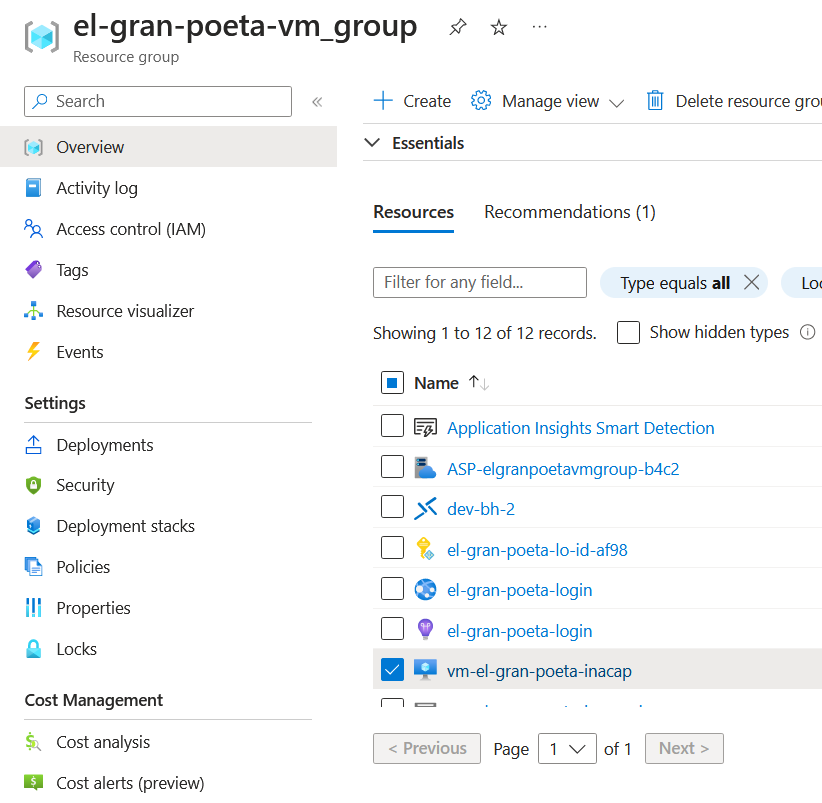 el-gran-poeta-vm_group
Resource group
Search
Overview
Activity log
Access control (IAM)
Tags
Resource visualizer
Events
Settings
Deployments
Security
Deployment stacks
Policies
Properties
Locks
Cost Management
Cost analysis
Cost alerts (preview)
Create
Manage view
Delete resource grou
Essentials
Resources
Recommendations (1)
Filter for any field...
Type equals all
Loc
Showing 1 to 12 of 12 records.
Show hidden types
Name
Application Insights Smart Detection
ASP-elgranpoetavmgroup-b4c2
dev-bh-2
el-gran-poeta-lo-id-af98
el-gran-poeta-login
el-gran-poeta-login
vm-el-gran-poeta-inacap
< Previous Page 1 of 1 Next >